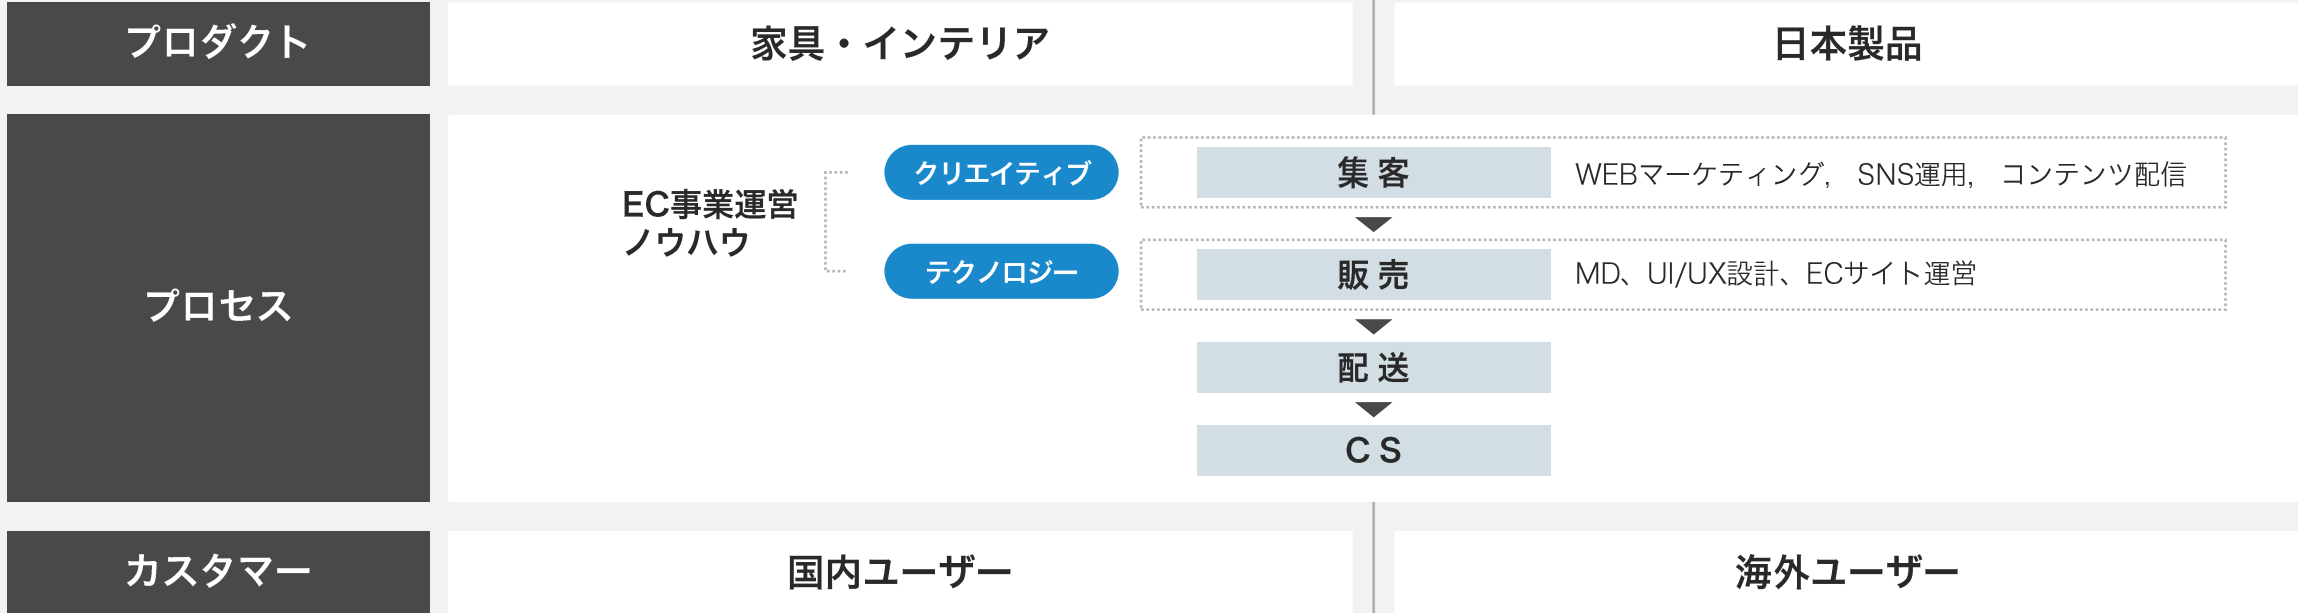 プロダクト
家具・インテリア
日本製品
プロセス
EC事業運営
ノウハウ
クリエイティブ
集客
WEBマーケティング, SNS運用, コンテンツ配信
テクノロジー
販売
MD、UI/UX設計、ECサイト運営
配送
CS
カスタマー
国内ユーザー
海外ユーザー